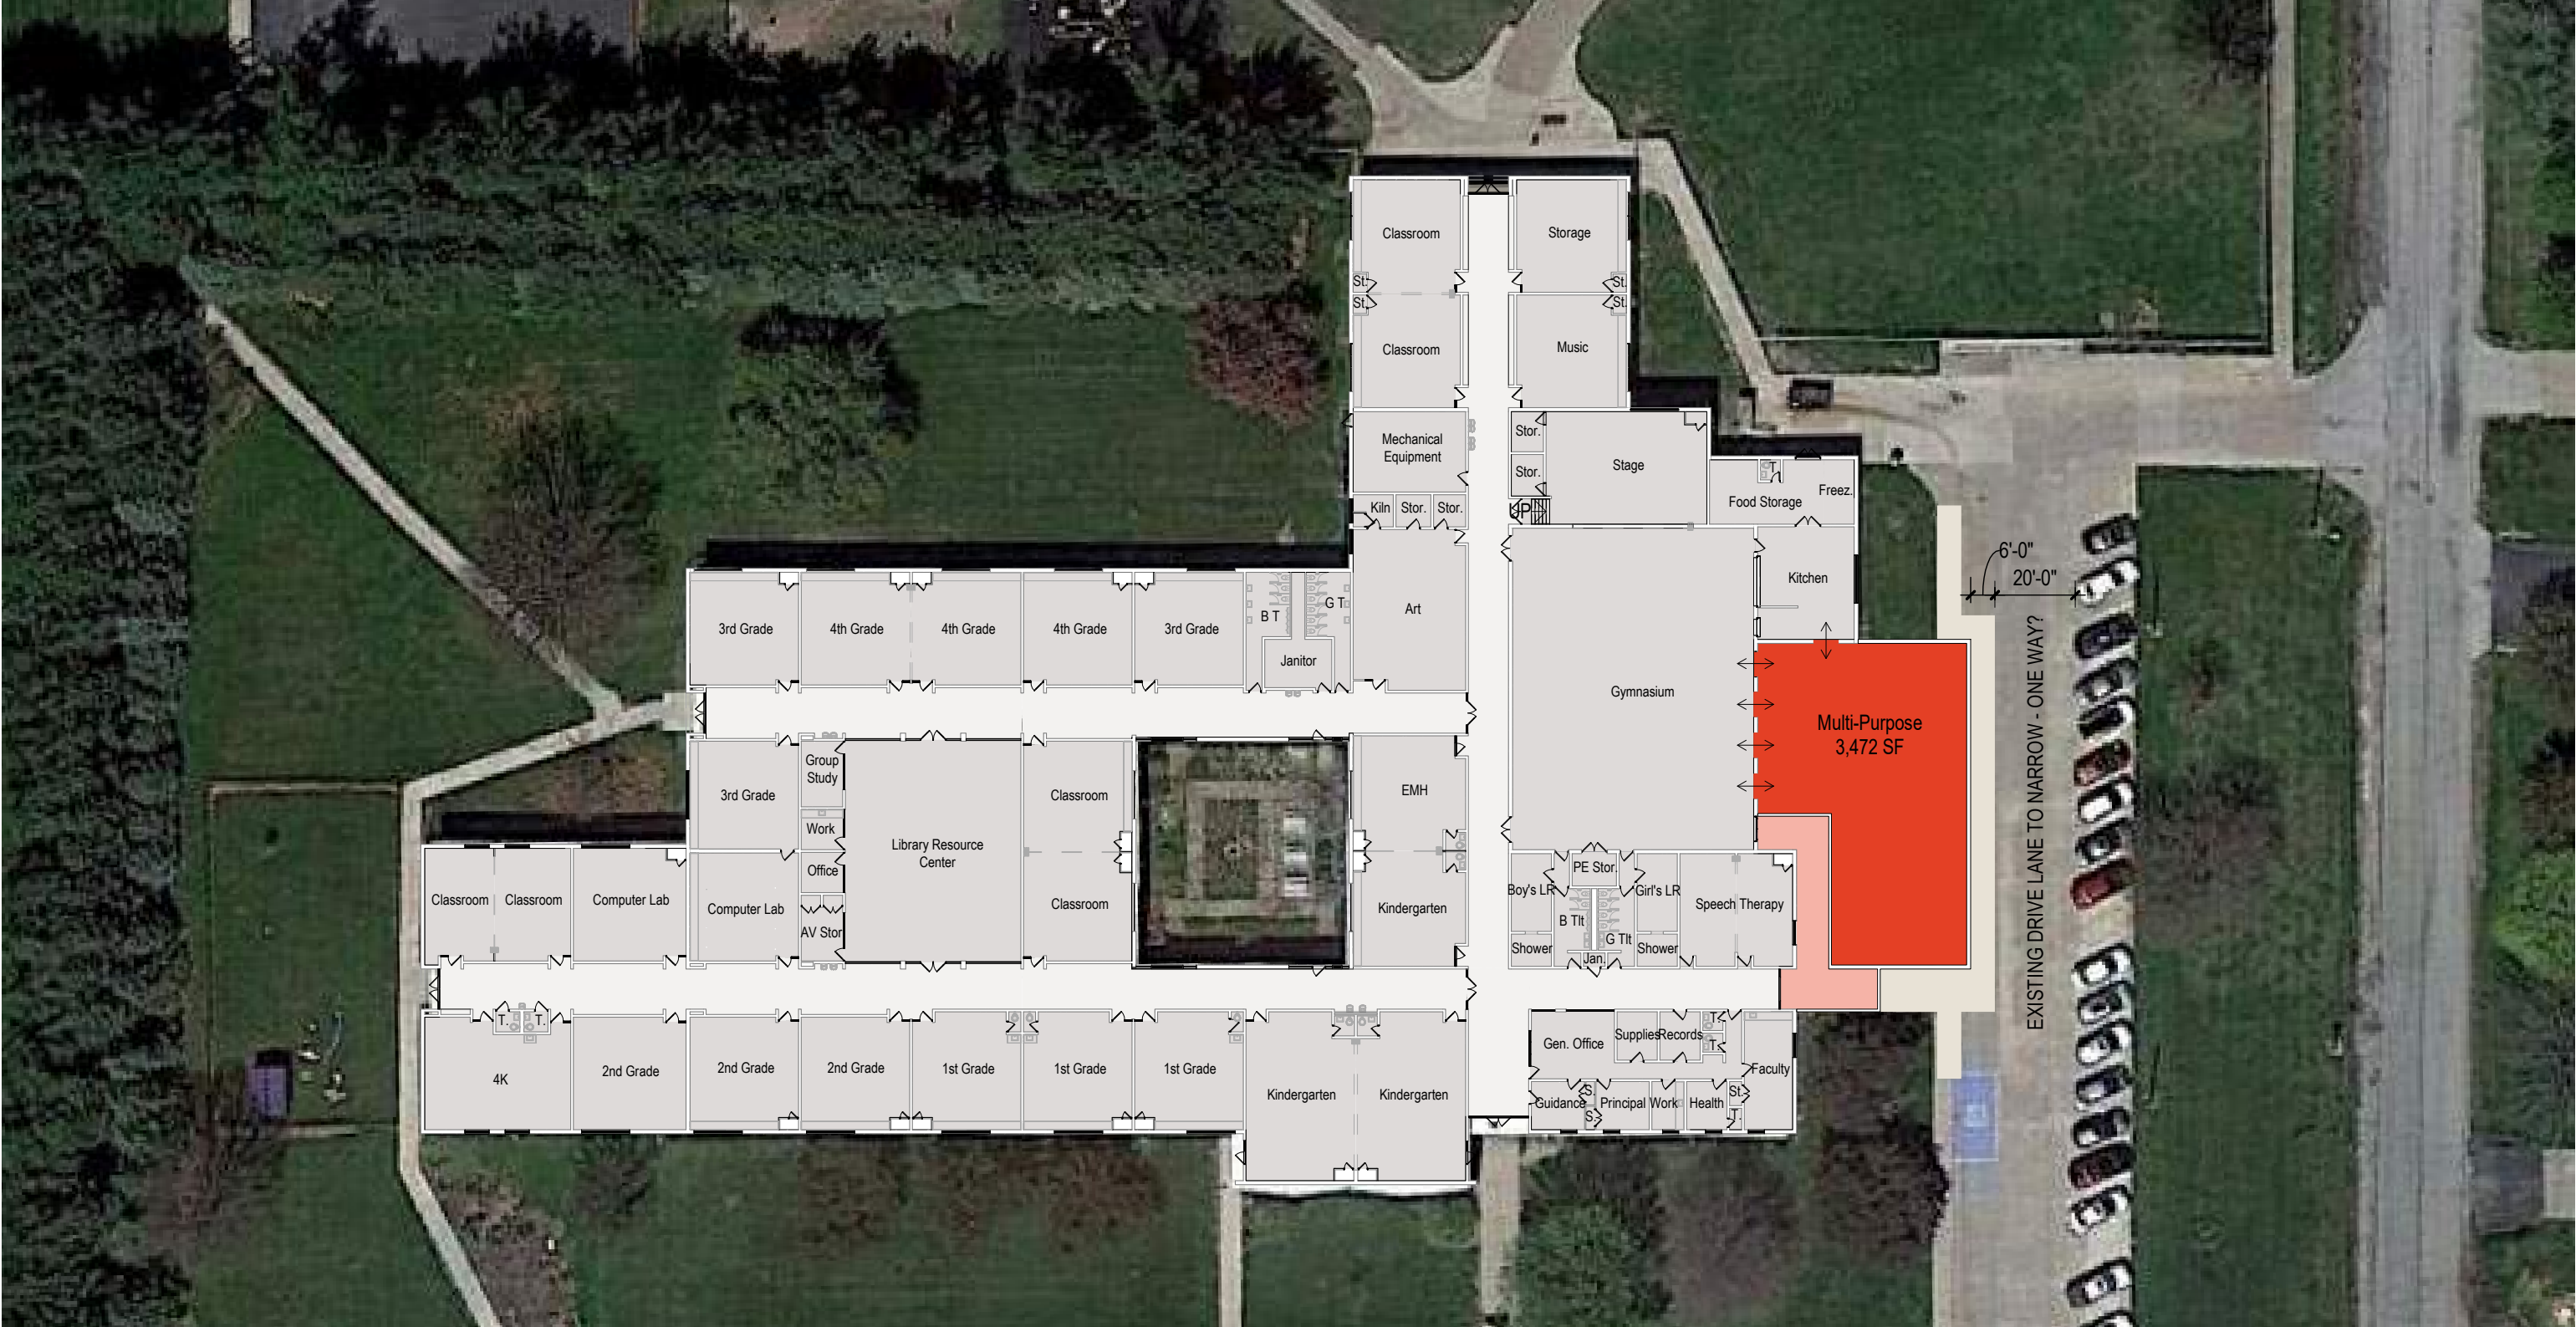 Classroom
Storage
St.
St.
St.
St.
Classroom
Music
Mechanical
Equipment
Stor.
Stor.
Stage
T.
Freez.
Food Storage
Kiln
Stor.
Stor.
UP
6'-0"
20'-0"
Kitchen
3rd Grade
4th Grade
4th Grade
4th Grade
3rd Grade
B T
G T
Janitor
Art
Gymnasium
Multi-Purpose
3,472 SF
EXISTING DRIVE LANE TO NARROW - ONE WAY?
Group
Study
3rd Grade
Work
Office
AV Stor
Library Resource
Center
Classroom
Classroom
EMH
Kindergarten
Classroom
Classroom
Computer Lab
Computer Lab
Boy's LR
PE Stor.
Girl's LR
Speech Therapy
B Tlt
G Tlt
Shower
Jan.
Shower
T.
T.
4K
2nd Grade
2nd Grade
2nd Grade
1st Grade
1st Grade
1st Grade
Kindergarten
Kindergarten
Gen. Office
Supplies
Records
T.
T.
Faculty
Guidance
S.
S.
Principal
Work
Health
St.
T.